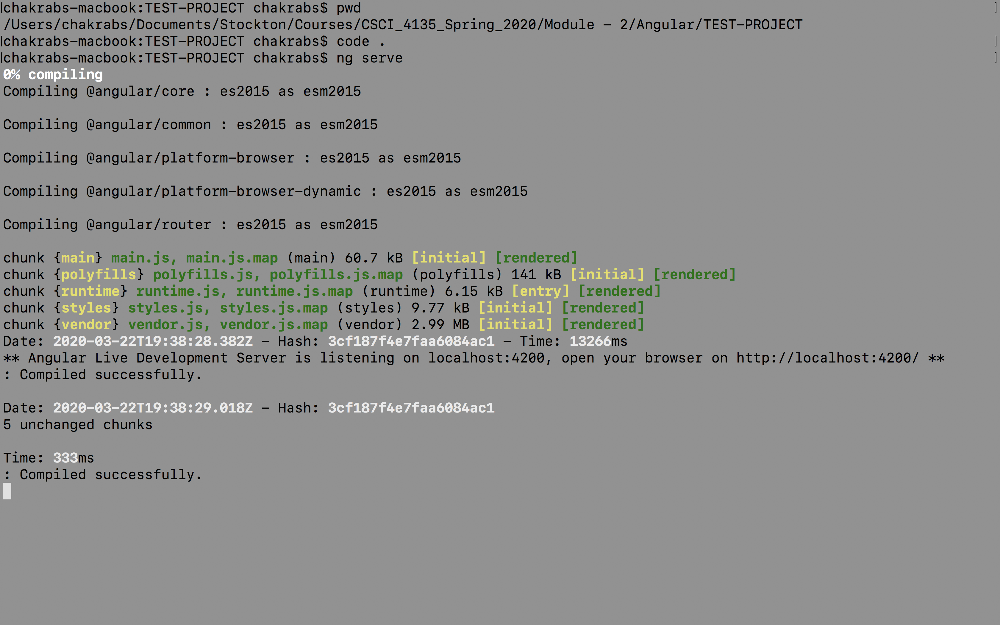 [chakrabs-macbook:TEST-PROJECT chakrabs$ pwd ]
/Users/chakrabs/Documents/Stockton/Courses/CSCI_4135_Spring_2020/Module - 2/Angular/TEST-PROJECT
[chakrabs-macbook:TEST-PROJECT chakrabs$ code . ]
[chakrabs-macbook:TEST-PROJECT chakrabs$ ng serve ]
0% compiling
Compiling @angular/core : es2015 as esm2015
Compiling @angular/common : es2015 as esm2015
Compiling @angular/platform-browser : es2015 as esm2015
Compiling @angular/platform-browser-dynamic : es2015 as esm2015
Compiling @angular/router : es2015 as esm2015
chunk {main} main.js, main.js.map (main) 60.7 kB [initial] [rendered]
chunk {polyfills} polyfills.js, polyfills.js.map (polyfills) 141 kB [initial] [rendered]
chunk {runtime} runtime.js, runtime.js.map (runtime) 6.15 kB [entry] [rendered]
chunk {styles} styles.js, styles.js.map (styles) 9.77 kB [initial] [rendered]
chunk {vendor} vendor.js, vendor.js.map (vendor) 2.99 MB [initial] [rendered]
Date: 2020-03-22T19:38:28.382Z - Hash: 3cf187f4e7faa6084ac1 - Time: 13266ms
** Angular Live Development Server is listening on localhost:4200, open your browser on http://localhost:4200/ **
: Compiled successfully.
Date: 2020-03-22T19:38:29.018Z - Hash: 3cf187f4e7faa6084ac1
5 unchanged chunks
Time: 333ms
: Compiled successfully.